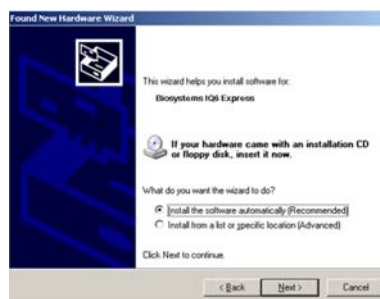 Found New Hardware Wizard
This wizard helps you install software for:
Biosystems IQ6 Express
If your hardware came with an installation CD
or floppy disk, insert it now.
What do you want the wizard to do?
Install the software automatically (Recommended)
Install from a list or specific location (Advanced)
Click Next to continue.
< Back
Next >
Cancel